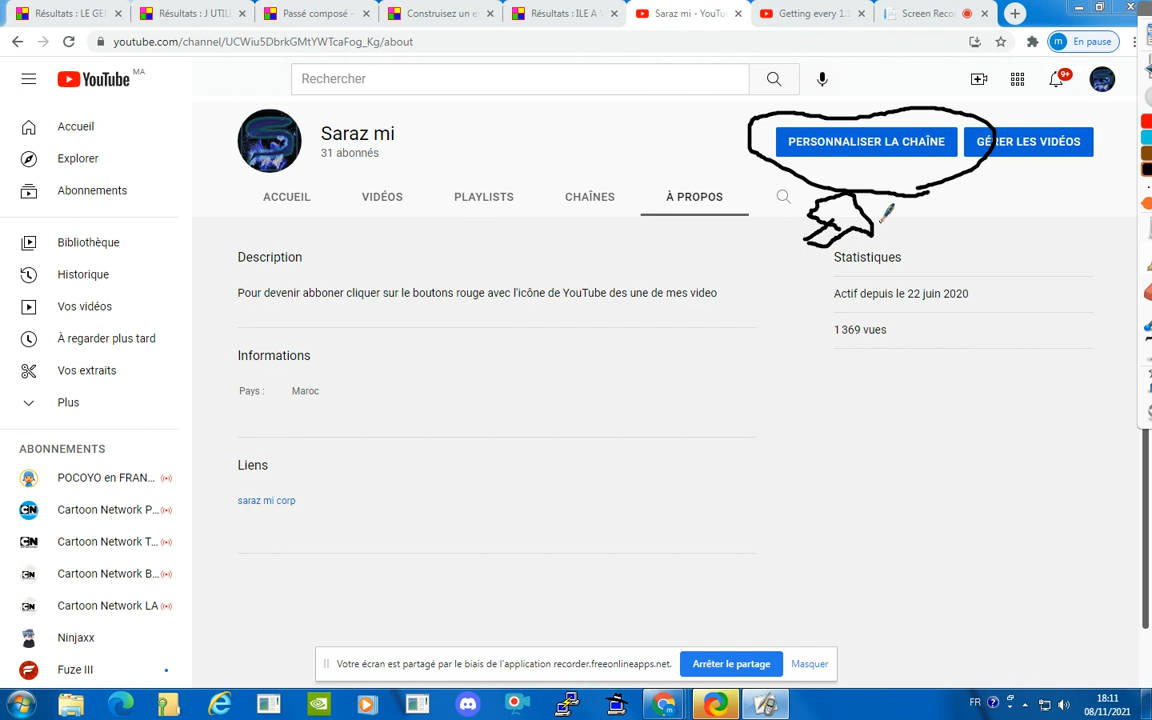 Résultats : LE GEN
Résultats : J UTIL
Passé composé -
Construisez un e
Résultats : ILE A V
Saraz mi - YouTu
Getting every 1.
Screen Reco
youtube.com/channel/UCWiu5DbrkGMtYWTcaFog_Kg/about
m En pause
YouTube MA
Rechercher
9+
Accueil
Explorer
Abonnements
Bibliothèque
Historique
Vos vidéos
À regarder plus tard
Vos extraits
Plus
ABONNEMENTS
POCOYO en FRAN...
Cartoon Network P...
Cartoon Network T...
Cartoon Network B...
Cartoon Network LA
Ninjaxx
Fuze III
Saraz mi
31 abonnés
PERSONNALISER LA CHAÎNE
GÉRER LES VIDÉOS
ACCUEIL
VIDÉOS
PLAYLISTS
CHAÎNES
À PROPOS
Description
Pour devenir abboner cliquer sur le boutons rouge avec l'icône de YouTube des une de mes video
Informations
Pays :
Maroc
Liens
saraz mi corp
Statistiques
Actif depuis le 22 juin 2020
1 369 vues
Votre écran est partagé par le biais de l'application recorder.freeonlineapps.net.
Arrêter le partage
Masquer
FR
18:11
08/11/2021